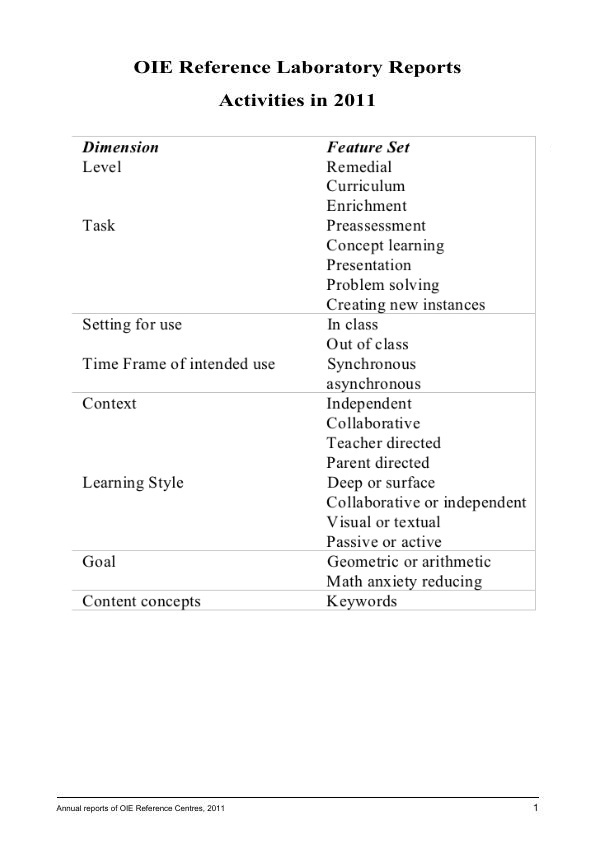 OIE Reference Laboratory Reports
Activities in 2011
Dimension Feature Set
Level Remedial
Curriculum
Enrichment
Task Preassessment
Concept learning
Presentation
Problem solving
Creating new instances
Setting for use In class
Out of class
Time Frame of intended use Synchronous
asynchronous
Context Independent
Collaborative
Teacher directed
Parent directed
Learning Style Deep or surface
Collaborative or independent
Visual or textual
Passive or active
Goal Geometric or arithmetic
Math anxiety reducing
Content concepts Keywords
Annual reports of OIE Reference Centres, 2011 1